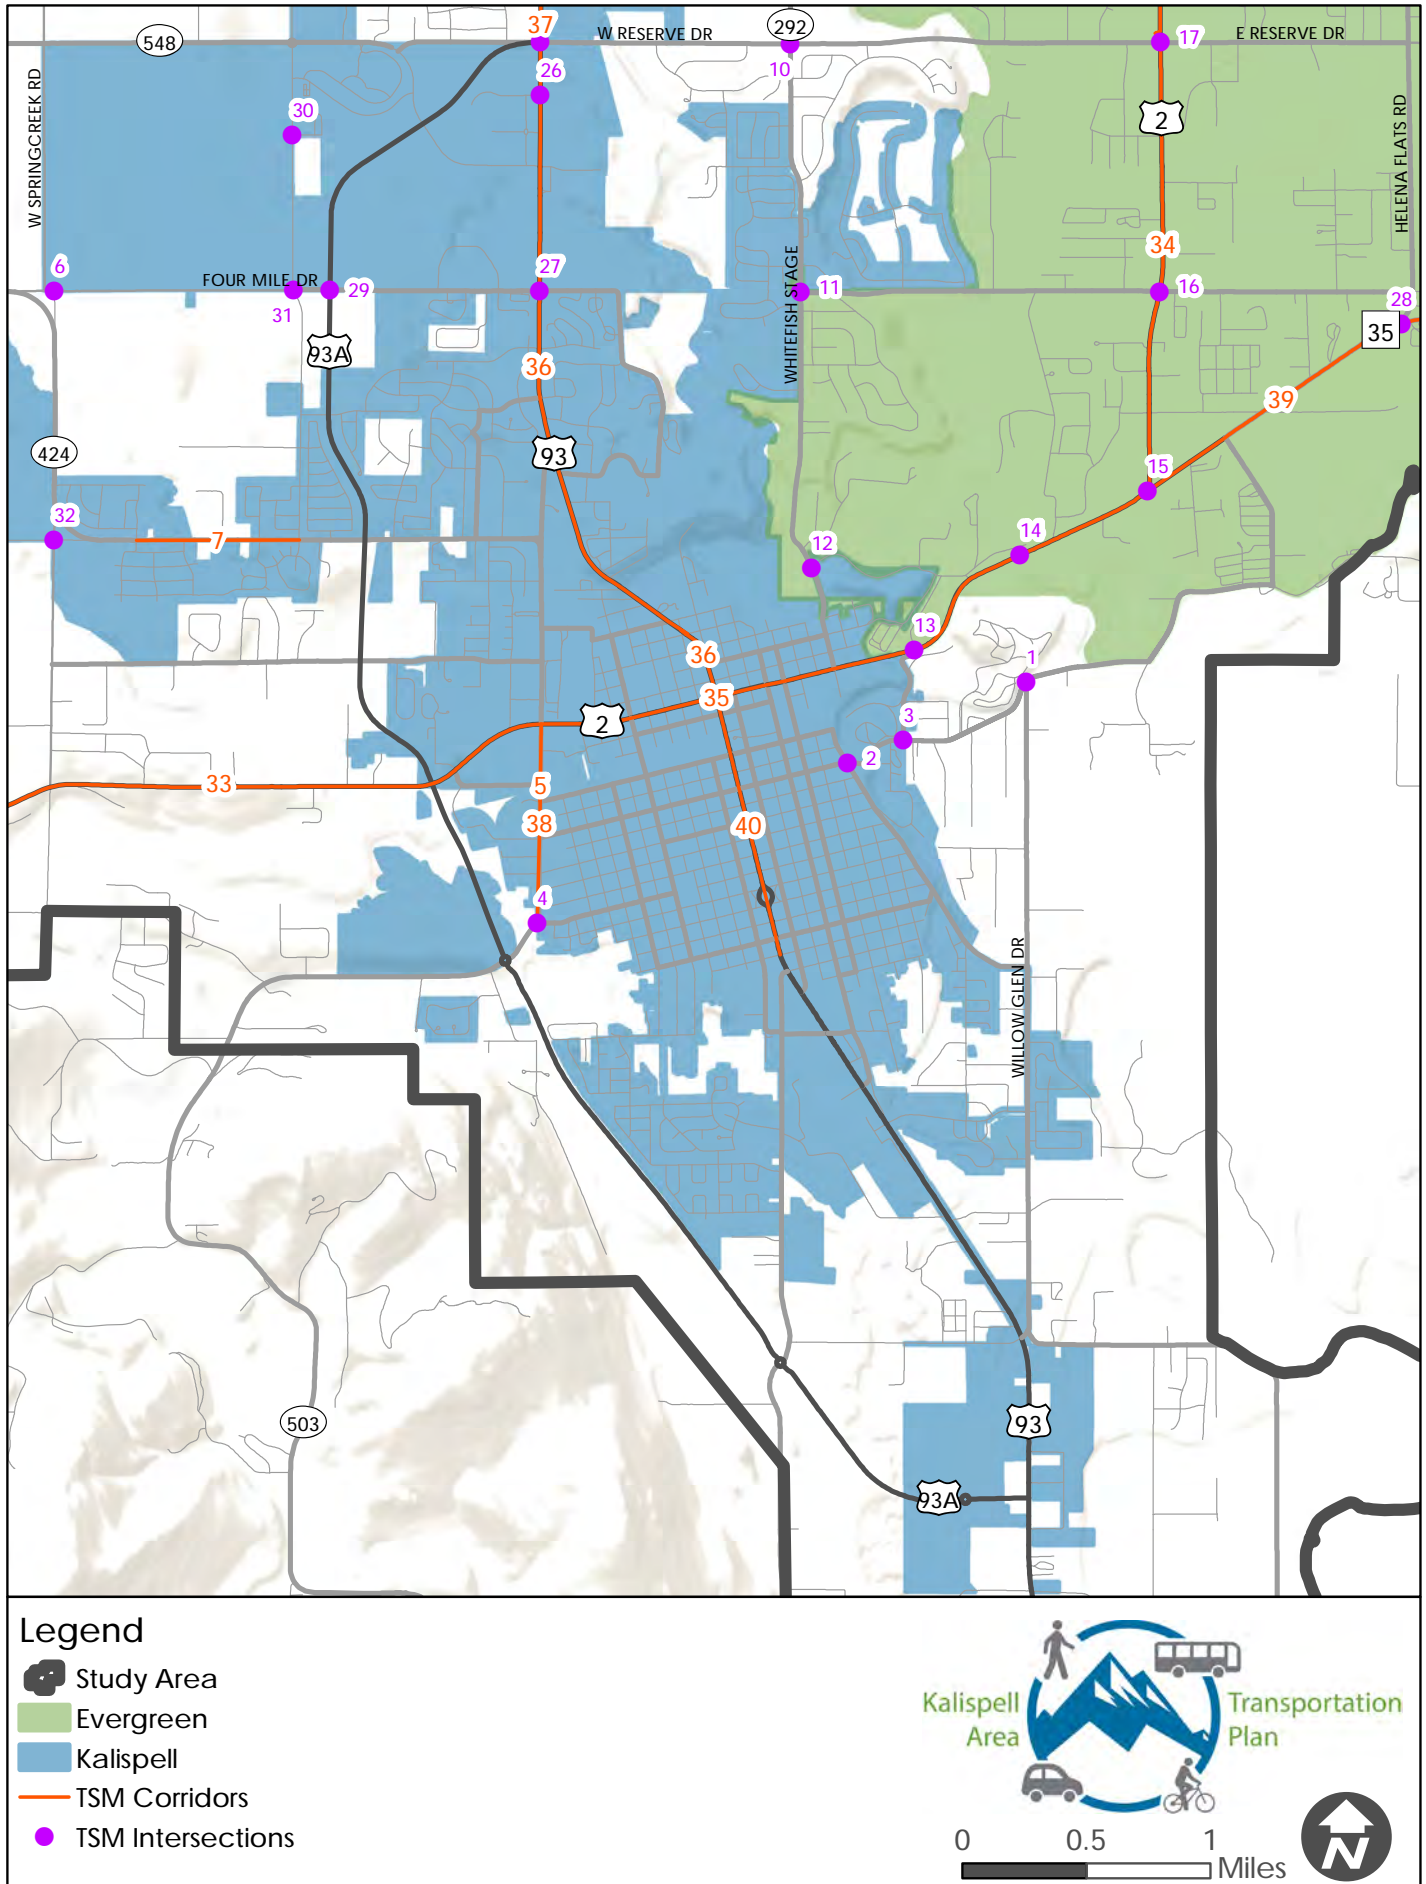 37
548
W RESERVE DR
292
17
E RESERVE DR
10
26
W SPRINGCREEK RD
30
2
HELENA FLATS RD
34
6
FOUR MILE DR
29
27
WHITEFISH STAGE
11
16
28
31
35
93A
36
39
424
93
15
32
7
12
14
13
36
1
35
2
3
2
33
5
38
40
4
WILLOW GLEN DR
503
93
93A
Legend
Study Area
Evergreen
Kalispell
TSM Corridors
TSM Intersections
Kalispell
Area
Transportation
Plan
0 0.5 1
Miles
N